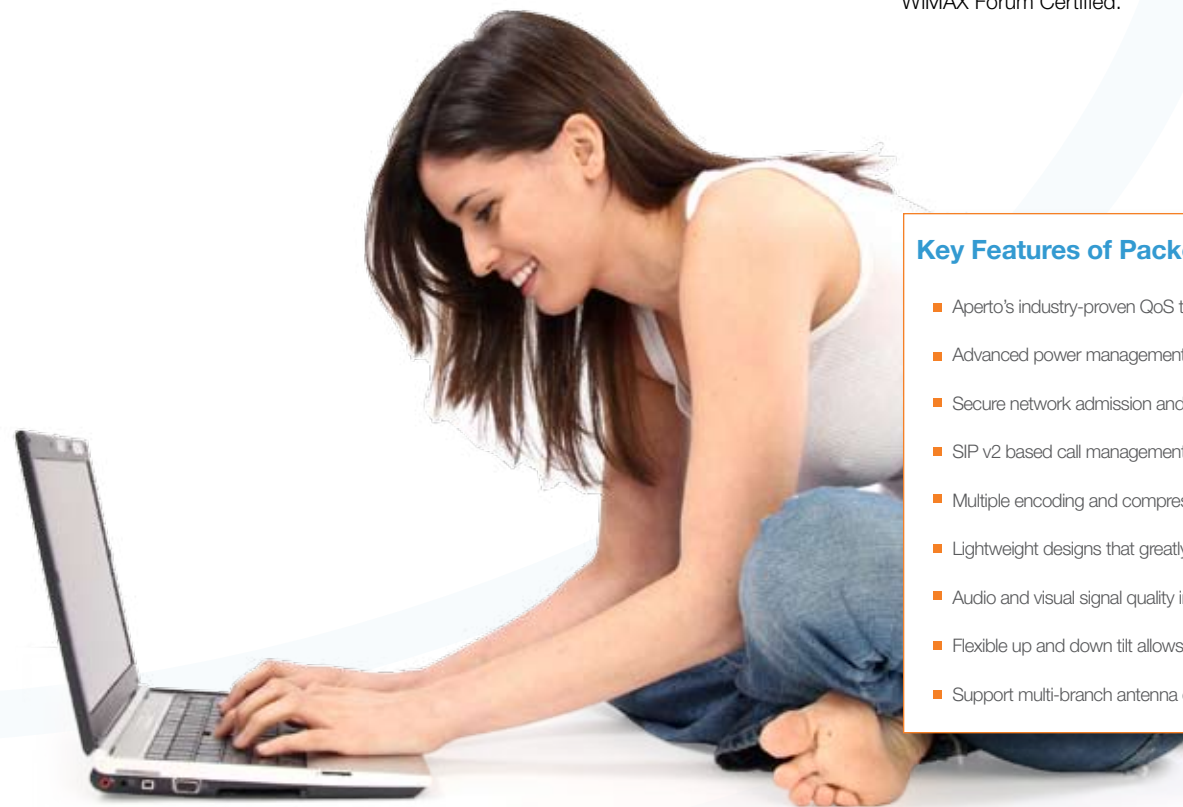 WiMAX Forum Certified.
Key Features of Pack
Aperto's industry-proven QoS t
Advanced power management
Secure network admission and
SIP v2 based call management
Multiple encoding and compres
Lightweight designs that greatly
Audio and visual signal quality i
Flexible up and down tilt allows
Support multi-branch antenna